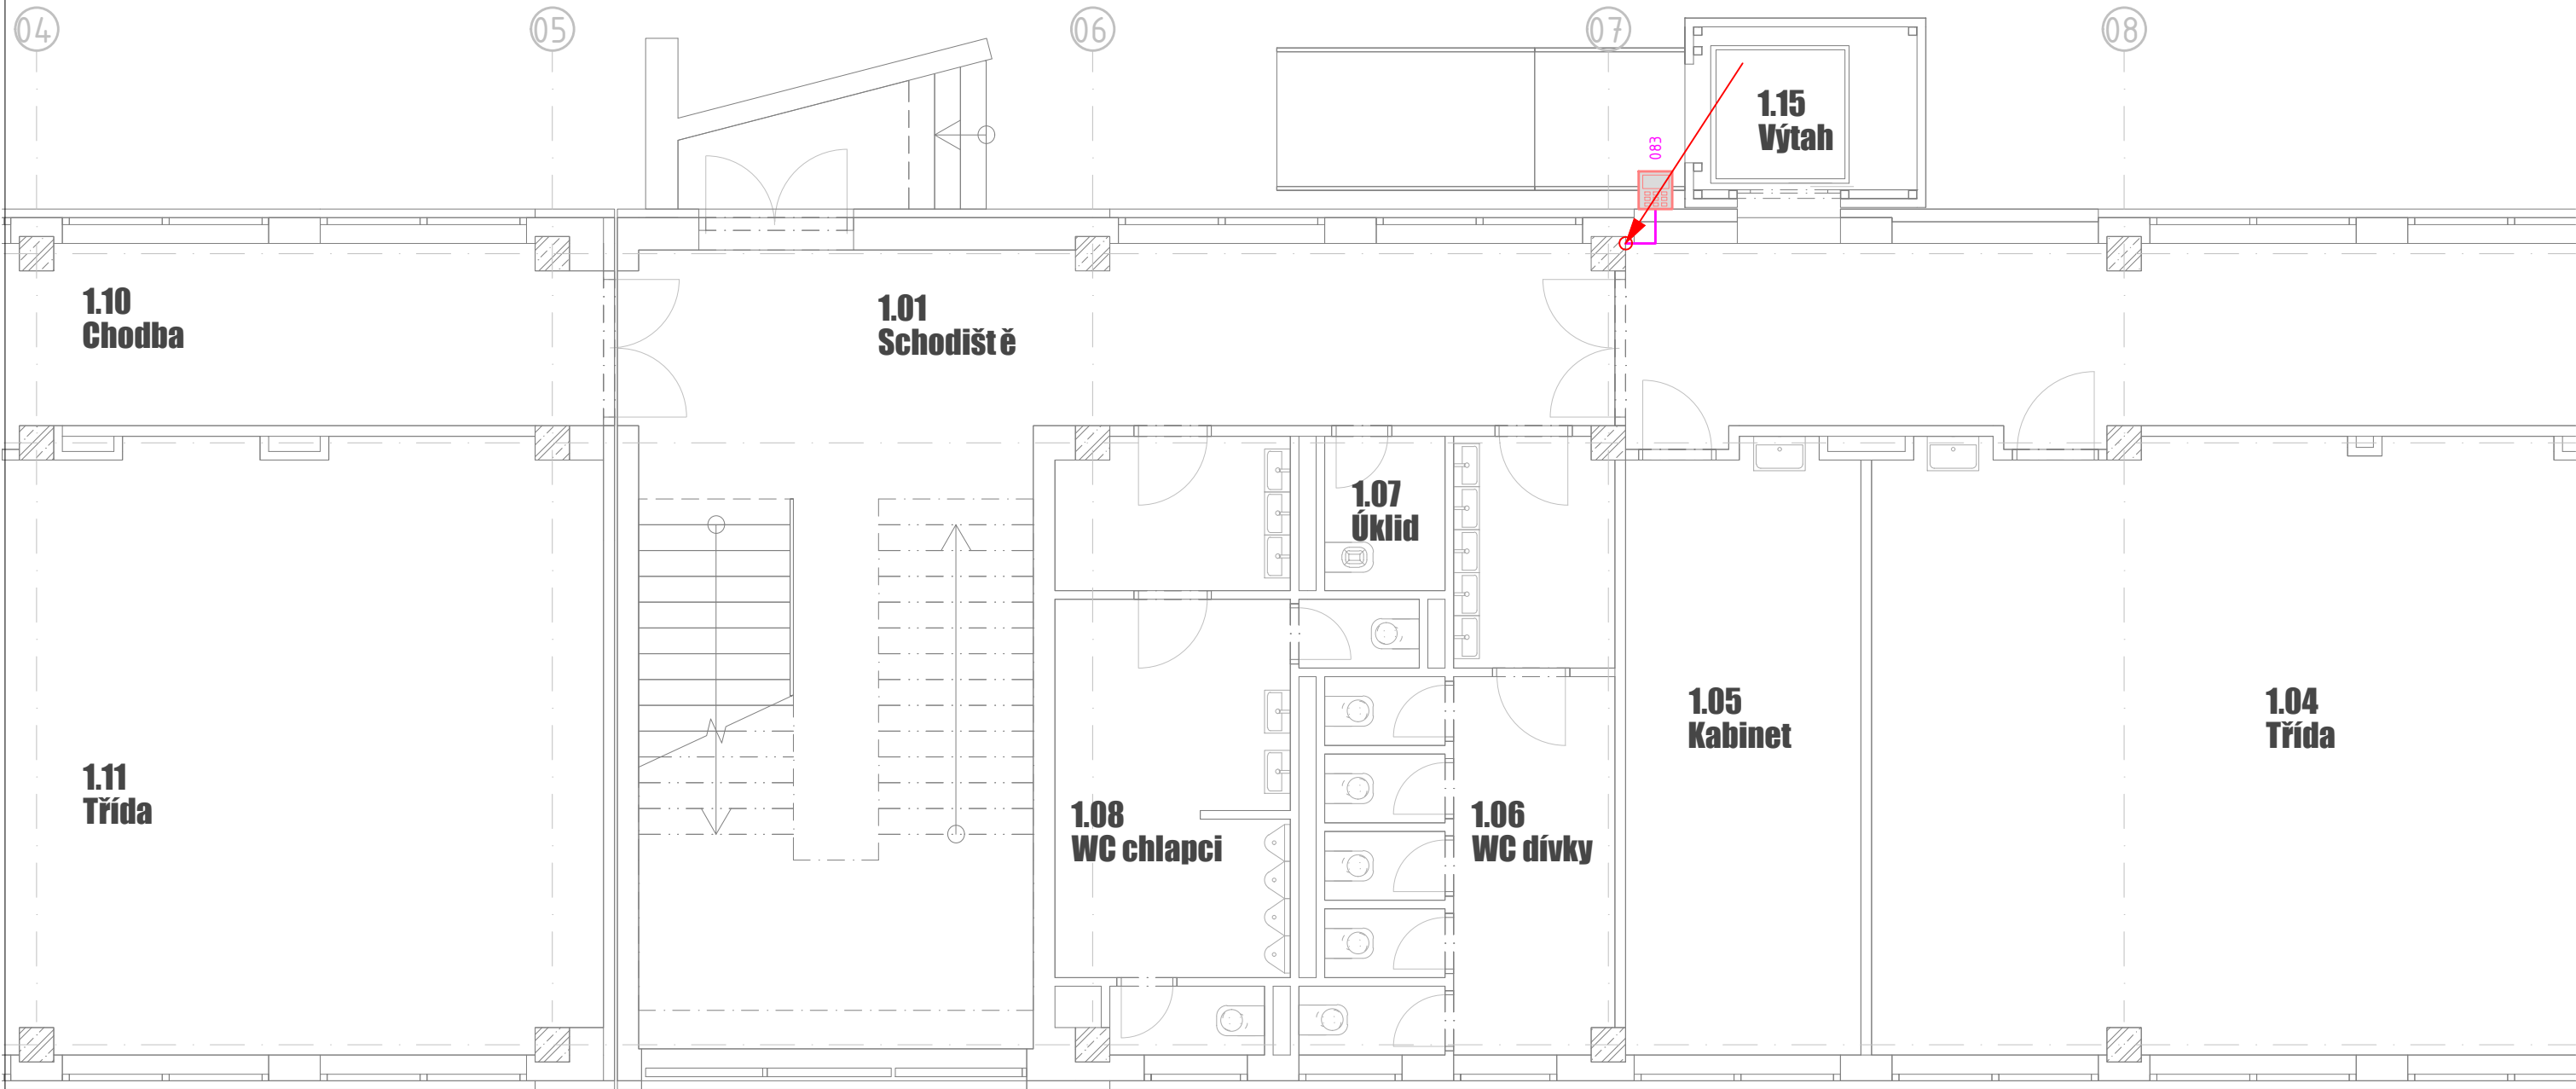 04
05
06
07
08
1.15
Výtah
083
1.10
Chodba
1.01
Schodiště
1.07
Úklid
1.05
Kabinet
1.04
Třída
1.11
Třída
1.08
WC chlapci
1.06
WC dívky